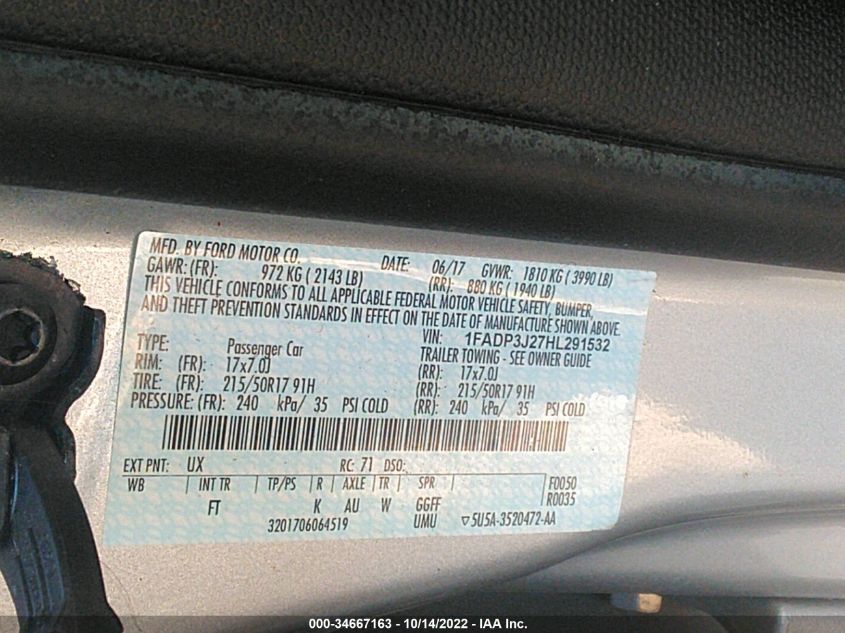 MFD. BY FORD MOTOR CO. DATE: 06/17 GVWR: 1810 KG ( 3990 LB)
GAWR: (FR): 972 KG ( 2143 LB) (RR): 880 KG ( 1940 LB)
THIS VEHICLE CONFORMS TO ALL APPLICABLE FEDERAL MOTOR VEHICLE SAFETY, BUMPER,
AND THEFT PREVENTION STANDARDS IN EFFECT ON THE DATE OF MANUFACTURE SHOWN ABOVE.
VIN: 1FADP3J27HL291532
TYPE: Passenger Car TRAILER TOWING - SEE OWNER GUIDE
RIM: (FR): 17x7.0J (RR): 17x7.0J
TIRE: (FR): 215/50R17 91H (RR): 215/50R17 91H
PRESSURE: (FR): 240 kPa/ 35 PSI COLD (RR): 240 kPa/ 35 PSI COLD
EXT PNT: UX RC: 71 DSO:
WB INT TR TP/PS R AXLE TR SPR F0050
FT K AU W GGFF R0035
3201706064519 UMU ▽5U5A-3520472-AA
000-34667163 - 10/14/2022 - IAA Inc.